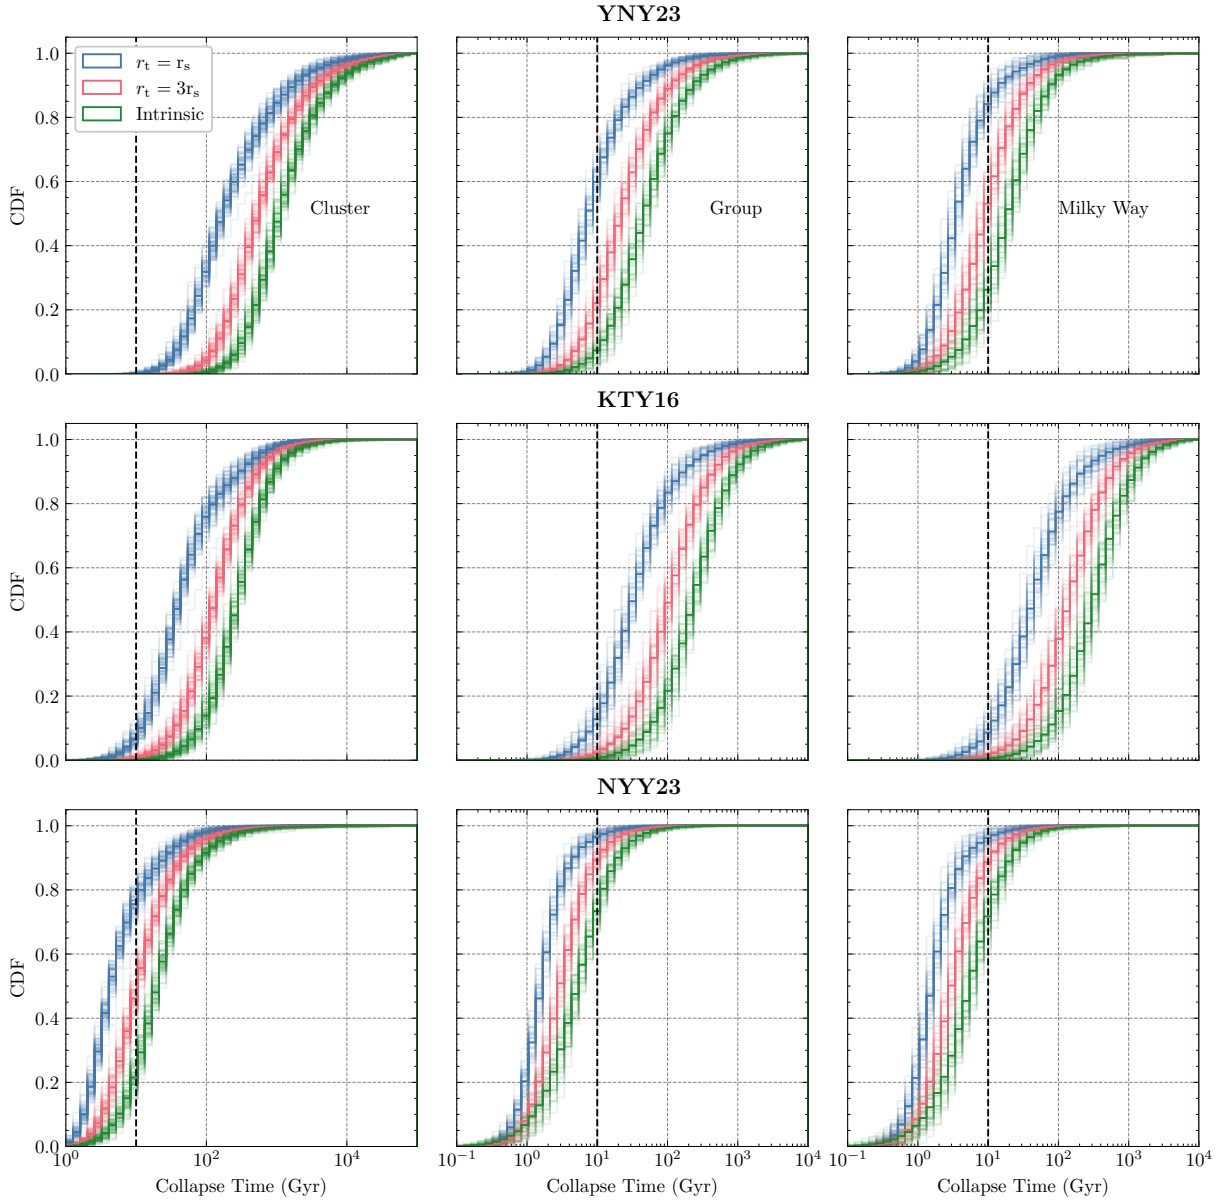 YNY23
CDF
1.0
0.8
0.6
0.4
0.2
0.0
r_t = r_s
r_t = 3r_s
Intrinsic
Cluster
Group
Milky Way
KTY16
CDF
1.0
0.8
0.6
0.4
0.2
0.0
NYY23
CDF
1.0
0.8
0.6
0.4
0.2
0.0
10^0 10^2 10^4
10^−1 10^0 10^1 10^2 10^3 10^4
10^−1 10^0 10^1 10^2 10^3 10^4
Collapse Time (Gyr)
Collapse Time (Gyr)
Collapse Time (Gyr)